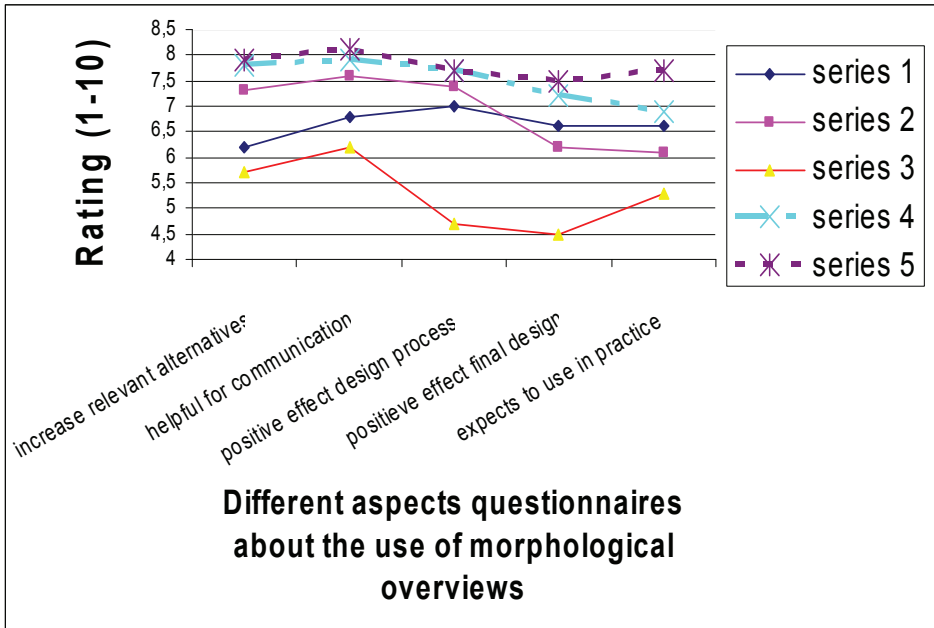 8,5
8
7,5
7
6,5
6
5,5
5
4,5
4
Rating (1-10)
series 1
series 2
series 3
series 4
series 5
increase relevant alternatives
helpful for communication
positive effect design process
positieve effect final design
expects to use in practice
Different aspects questionnaires
about the use of morphological
overviews